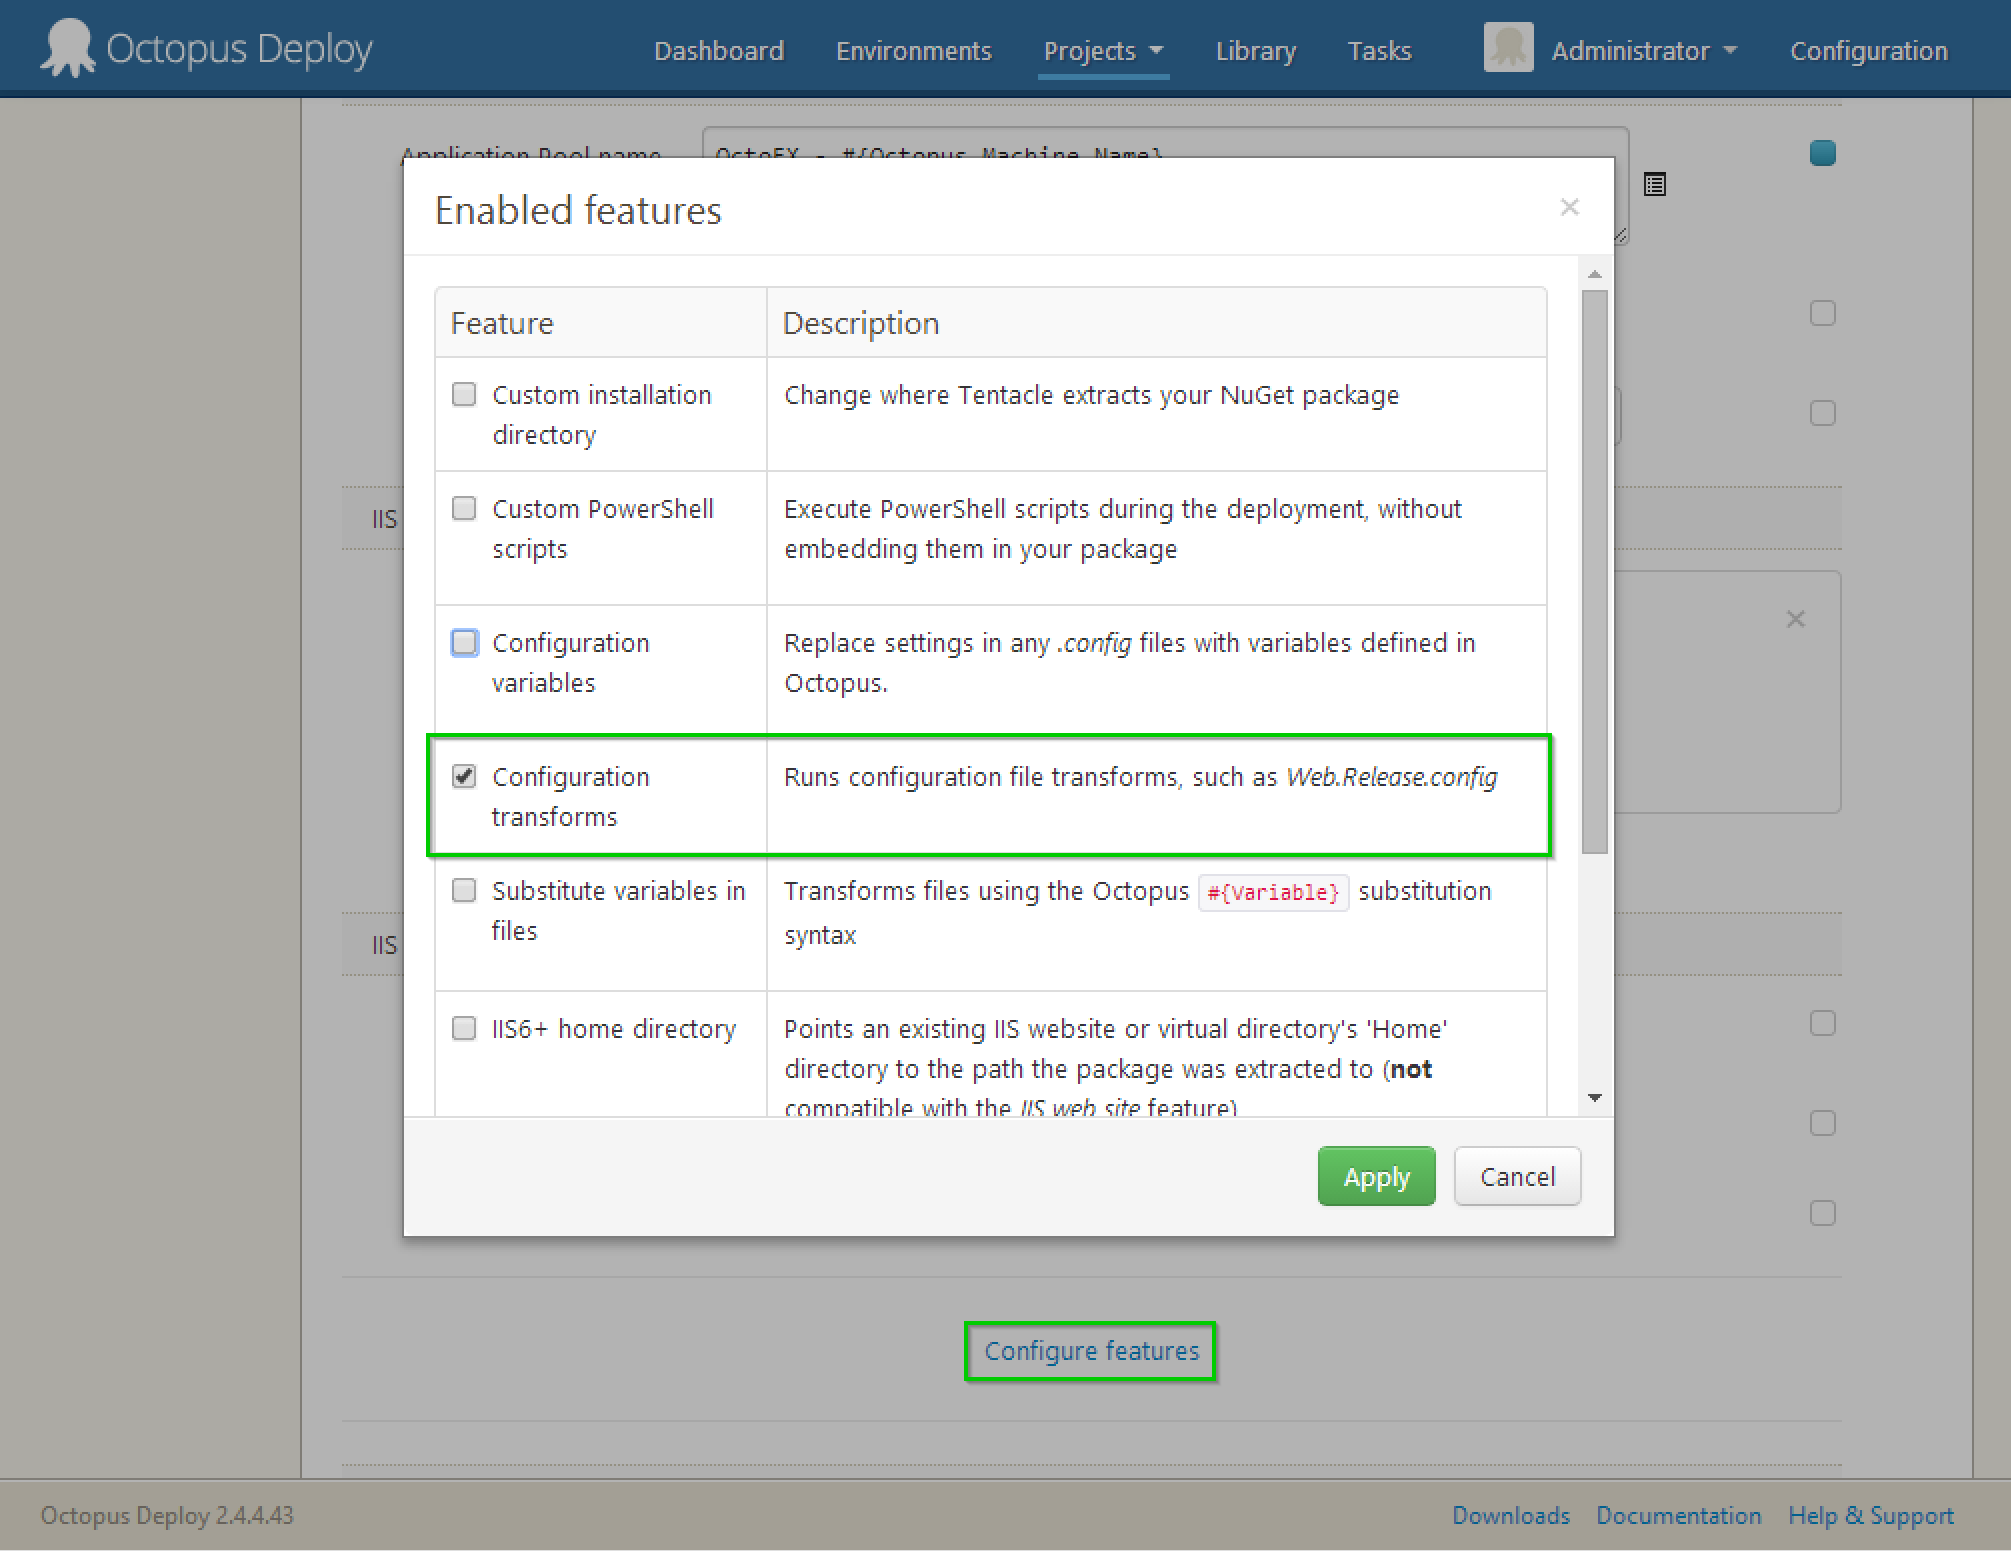 Octopus Deploy
Dashboard Environments Projects Library Tasks Administrator Configuration
Application Pool name OctoFX - #{Octopus.Machine.Name}
Enabled features ×
Feature Description
Custom installation directory
Change where Tentacle extracts your NuGet package
Custom PowerShell scripts
Execute PowerShell scripts during the deployment, without
embedding them in your package
IIS
Configuration variables
Replace settings in any .config files with variables defined in
Octopus.
Configuration transforms
Runs configuration file transforms, such as Web.Release.config
Substitute variables in files
Transforms files using the Octopus #{Variable} substitution
syntax
IIS
IIS6+ home directory
Points an existing IIS website or virtual directory's 'Home'
directory to the path the package was extracted to (not
compatible with the IIS web site feature)
Apply Cancel
Configure features
Octopus Deploy 2.4.4.43
Downloads Documentation Help & Support